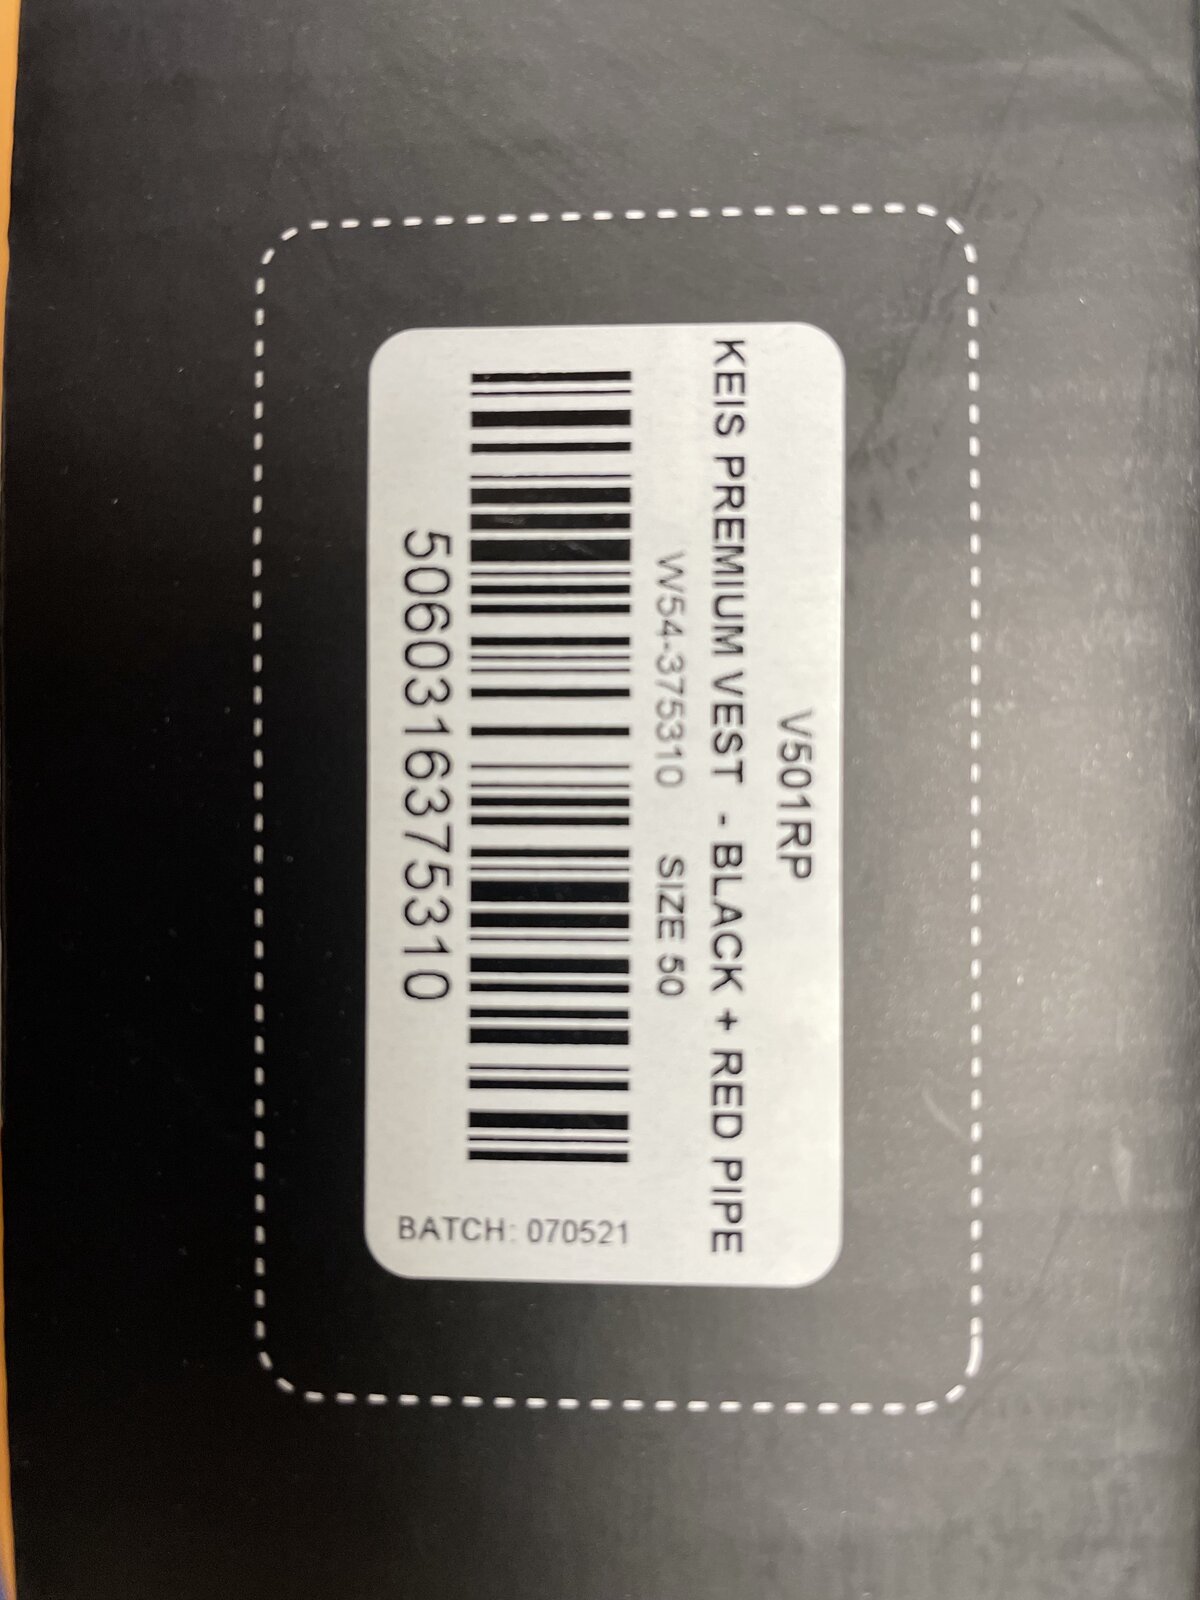 V501RP
KEIS PREMIUM VEST - BLACK + RED PIPE
W54-375310 SIZE 50
5060316375310
BATCH: 070521